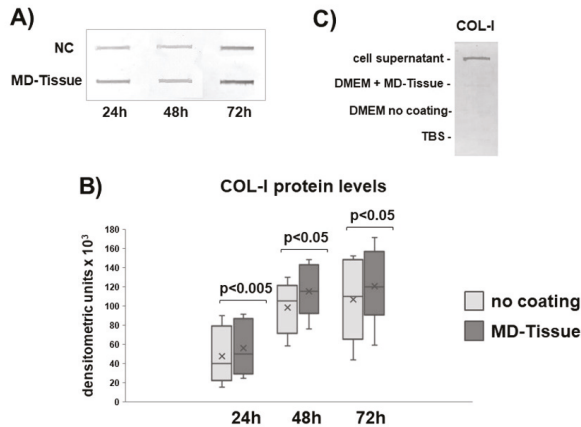 A)
NC
MD-Tissue
24h 48h 72h
C)
COL-I
cell supernatant -
DMEM + MD-Tissue-
DMEM no coating-
TBS -
B)
COL-I protein levels
densitometric units x 10³
180
160
140
120
100
80
60
40
20
0
p<0.005
p<0.05
p<0.05
24h 48h 72h
no coating
MD-Tissue